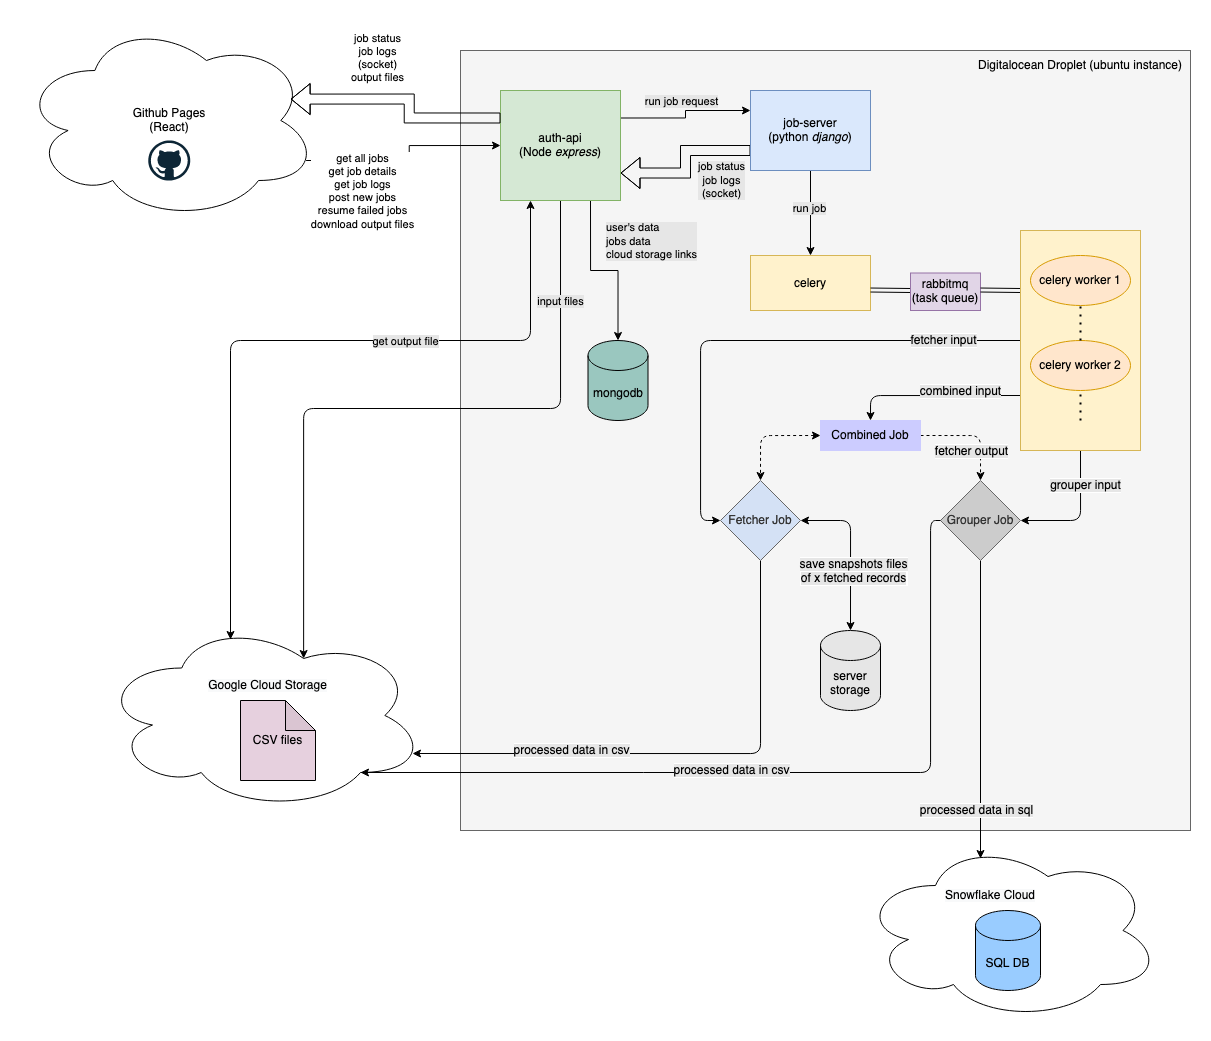 job status
job logs
(socket)
output files
Digitalocean Droplet (ubuntu instance)
Github Pages
(React)
get all jobs
get job details
get job logs
post new jobs
resume failed jobs
download output files
auth-api
(Node express)
run job request
job-server
(python django)
job status
job logs
(socket)
run job
user's data
jobs data
cloud storage links
input files
celery
rabbitmq
(task queue)
celery worker 1
celery worker 2
get output file
mongodb
fetcher input
combined input
Combined Job
fetcher output
grouper input
Fetcher Job
Grouper Job
save snapshots files
of x fetched records
server
storage
Google Cloud Storage
CSV files
processed data in csv
processed data in csv
processed data in sql
Snowflake Cloud
SQL DB